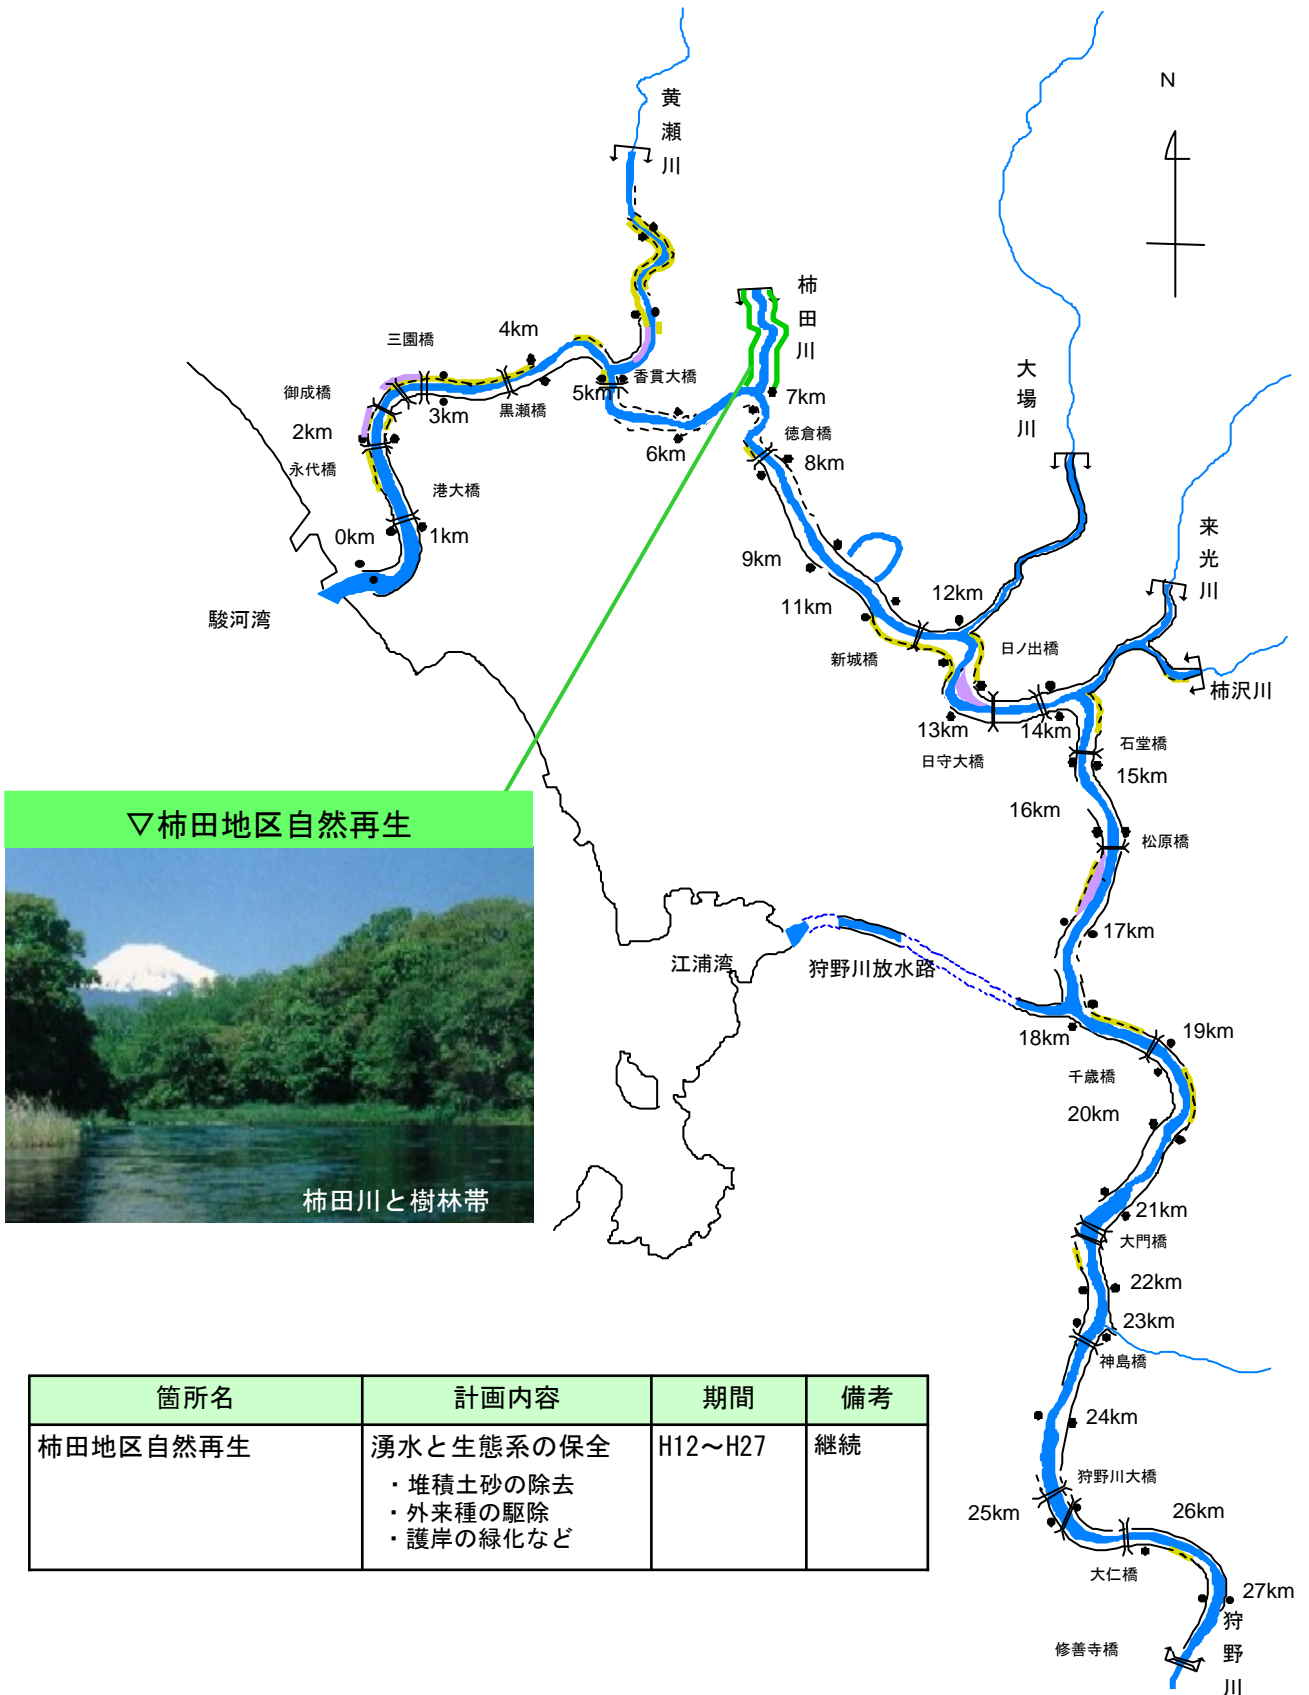 黄瀬川
N
柿田川
大場川
来光川
柿沢川
三園橋
4km
御成橋
3km
黒瀬橋
5km
香貫大橋
7km
2km
6km
徳倉橋
8km
永代橋
港大橋
0km
1km
9km
11km
12km
駿河湾
新城橋
日ノ出橋
13km
14km
日守大橋
石堂橋
15km
16km
松原橋
▽柿田地区自然再生
17km
江浦湾
狩野川放水路
18km
19km
千歳橋
20km
柿田川と樹林帯
21km
大門橋
22km
23km
神島橋
24km
狩野川大橋
25km
26km
大仁橋
27km
修善寺橋
狩野川
箇所名 計画内容 期間 備考
柿田地区自然再生 湧水と生態系の保全 H12～H27 継続
・堆積土砂の除去
・外来種の駆除
・護岸の緑化など